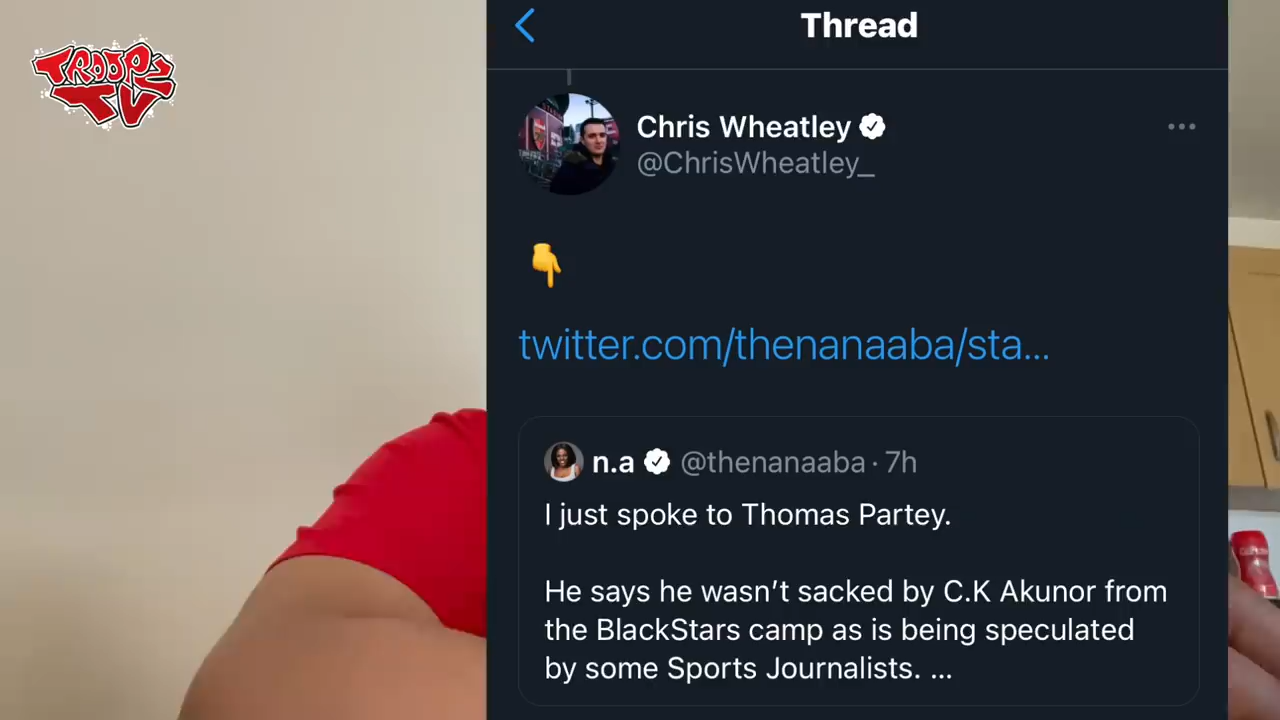 TROOPZ
TV
Thread
Chris Wheatley
@ChrisWheatley_
👇
twitter.com/thenanaaba/sta...
n.a @thenanaaba · 7h
I just spoke to Thomas Partey.
He says he wasn't sacked by C.K Akunor from
the BlackStars camp as is being speculated
by some Sports Journalists. ...